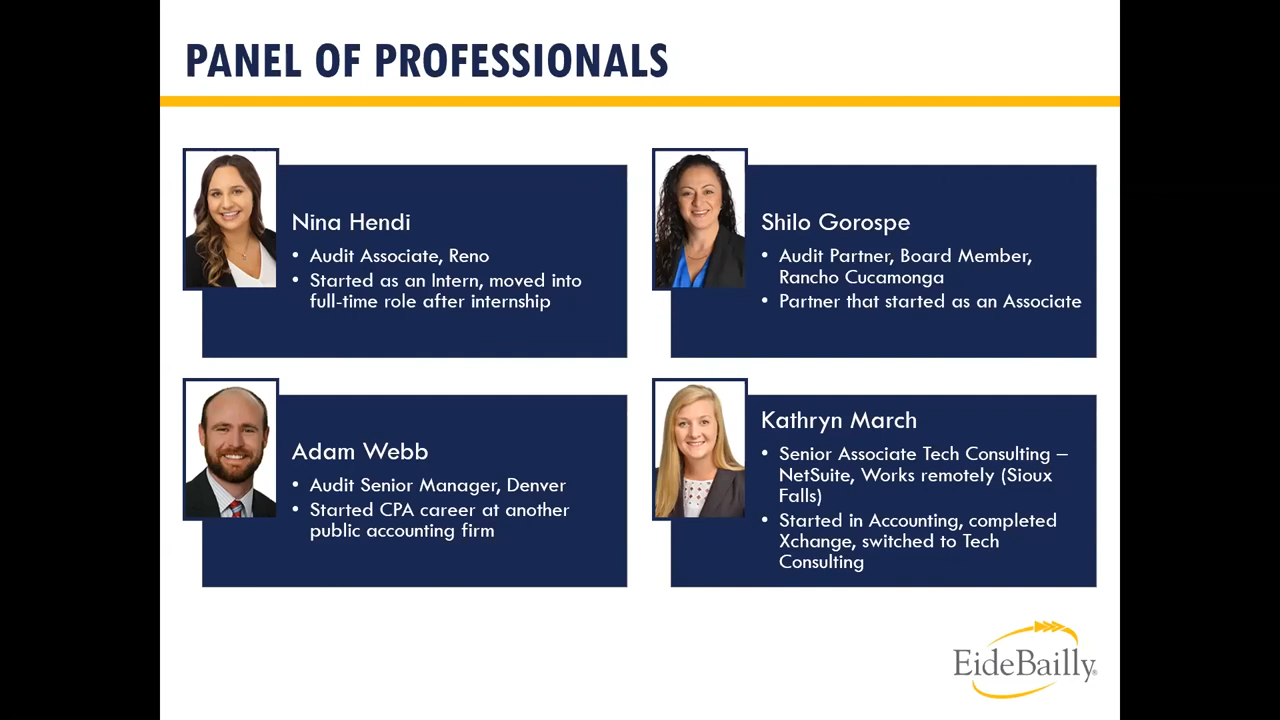 PANEL OF PROFESSIONALS
Nina Hendi
• Audit Associate, Reno
• Started as an Intern, moved into
full-time role after internship
Shilo Gorospe
• Audit Partner, Board Member,
Rancho Cucamonga
• Partner that started as an Associate
Adam Webb
• Audit Senior Manager, Denver
• Started CPA career at another
public accounting firm
Kathryn March
• Senior Associate Tech Consulting –
NetSuite, Works remotely (Sioux
Falls)
• Started in Accounting, completed
Xchange, switched to Tech
Consulting
EideBailly®